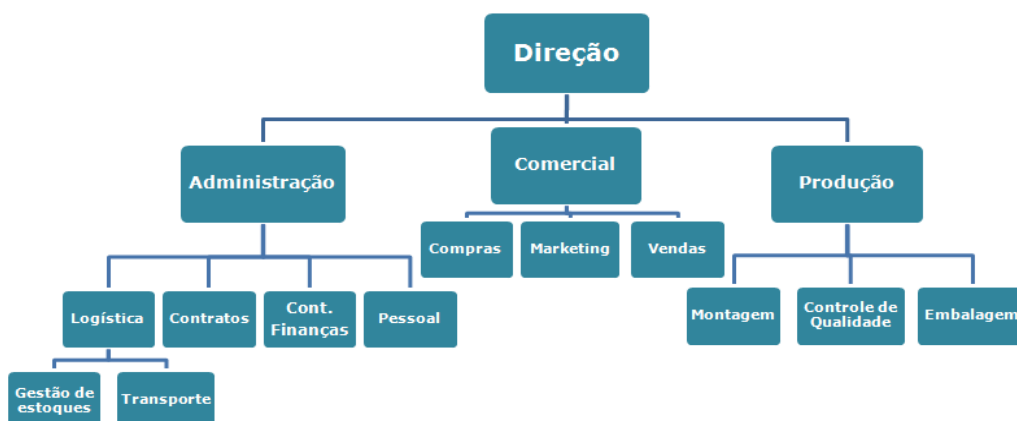 Direção
Administração
Comercial
Produção
Compras
Marketing
Vendas
Logística
Contratos
Cont.
Finanças
Pessoal
Montagem
Controle de
Qualidade
Embalagem
Gestão de
estoques
Transporte